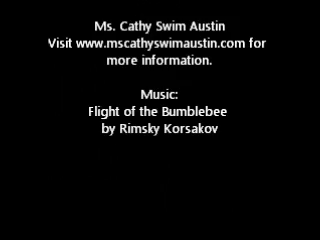 Ms. Cathy Swim Austin
Visit www.mscathyswimaustin.com for
more information.
Music:
Flight of the Bumblebee
by Rimsky Korsakov